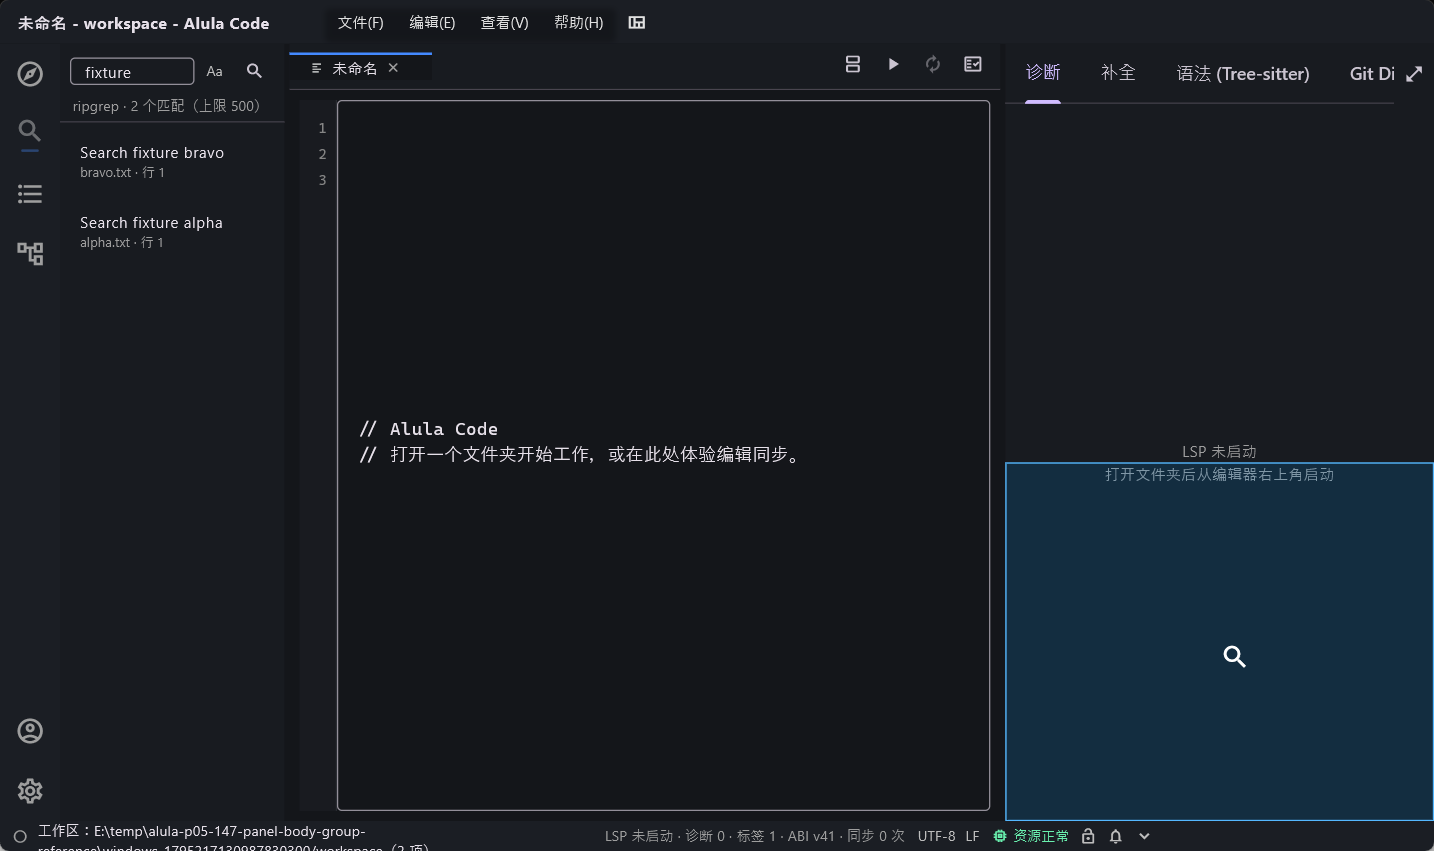 未命名 - workspace - Alula Code
文件(F) 编辑(E) 查看(V) 帮助(H)
fixture Aa
ripgrep · 2 个匹配（上限 500）
Search fixture bravo
bravo.txt · 行 1
Search fixture alpha
alpha.txt · 行 1
未命名
1
2
3
// Alula Code
// 打开一个文件夹开始工作，或在此处体验编辑同步。
诊断 补全 语法 (Tree-sitter) Git Di
LSP 未启动
打开文件夹后从编辑器右上角启动
工作区：E:\temp\alula-p05-147-panel-body-group-
reference\windows-1795217130987830300/workspace（2 项）
LSP 未启动 · 诊断 0 · 标签 1 · ABI v41 · 同步 0 次 UTF-8 LF 资源正常